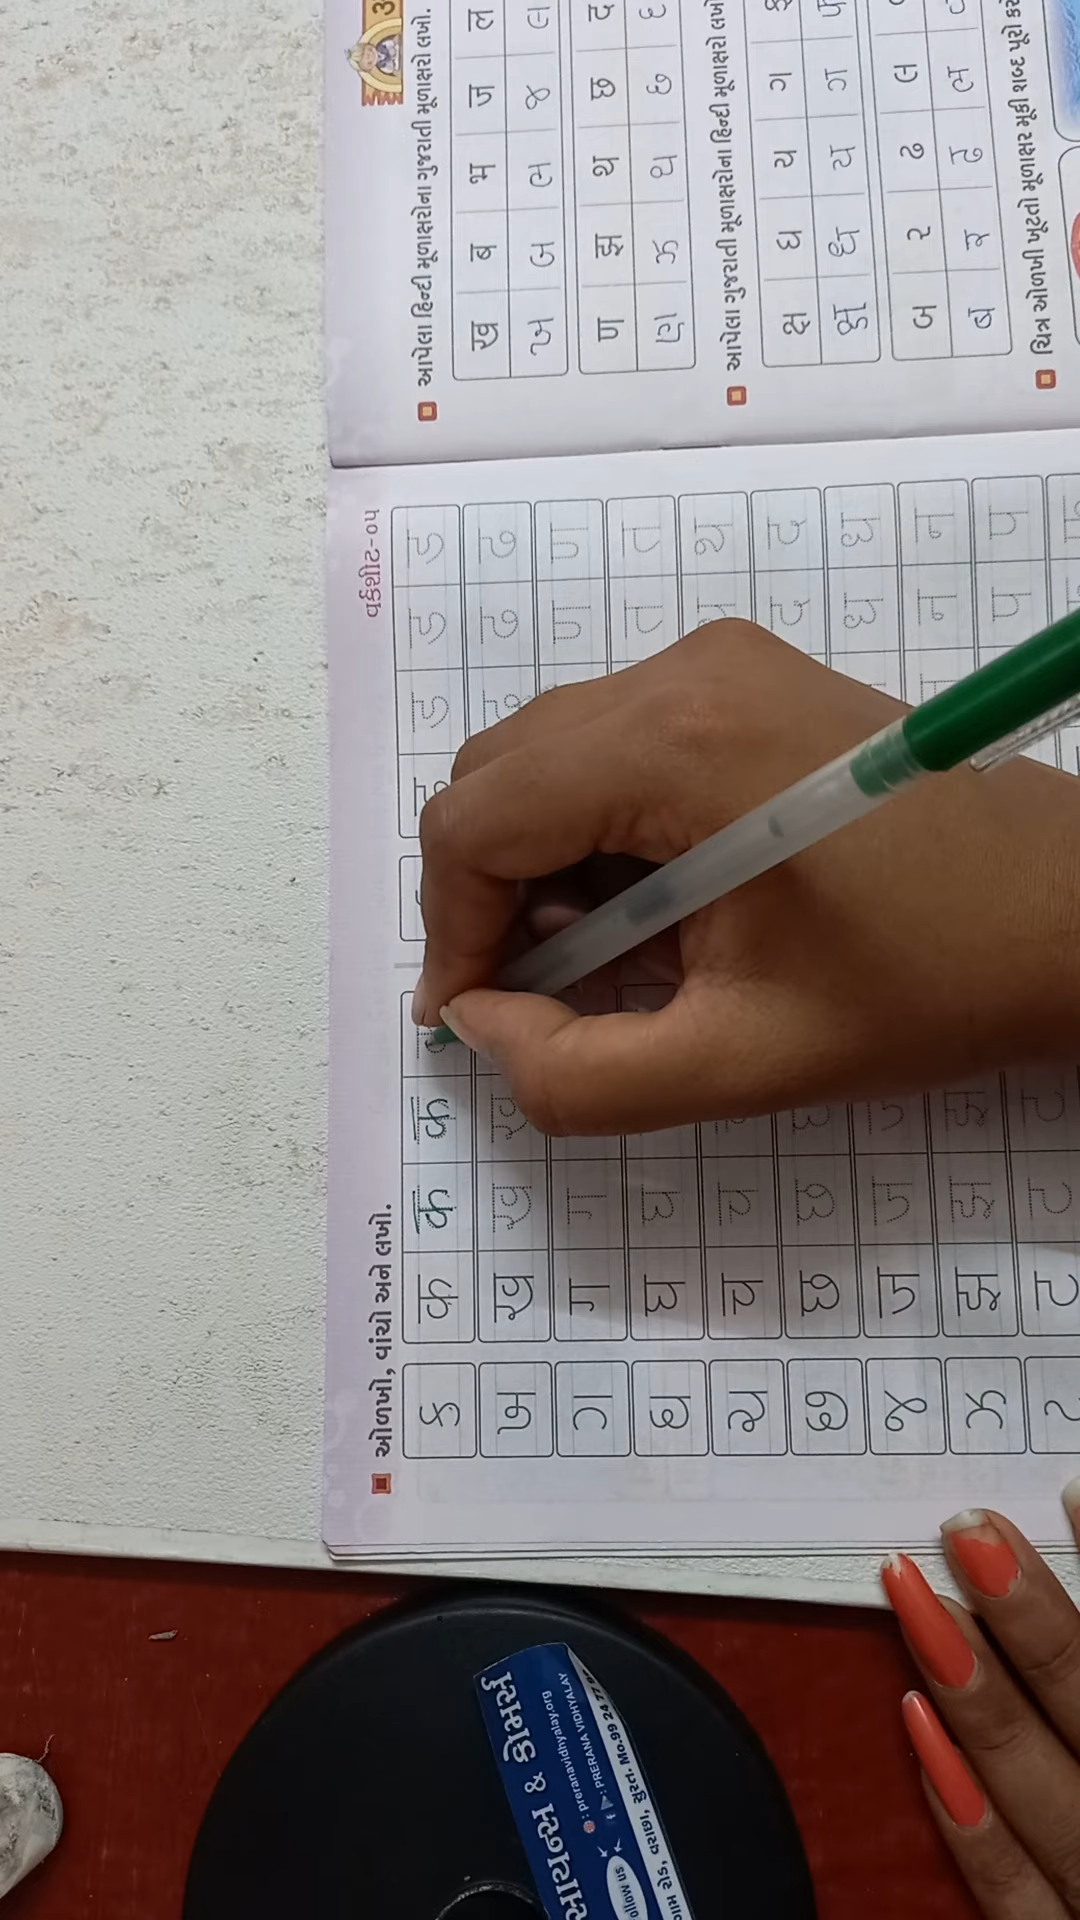 વર્કશીટ-૦૫
ઓળખો, વાંચો અને લખો.
ક क क क
ખ ख ख ख
ગ ग ग
ઘ घ घ
ચ च च
છ छ छ छ
જ ज ज ज
ઝ झ झ झ
ટ ट ट ट
ड ड ड
ढ ढ ढ
ण ण
त त
थ थ
द द
ध ध
न न
प प
આપેલા હિન્દી મૂળાક્ષરોના ગુજરાતી મૂળાક્ષરો લખો.
ख ब भ ज ल
ખ બ ભ જ લ
ण झ थ छ द
ણ ઝ થ છ દ
આપેલા ગુજરાતી મૂળાક્ષરોના હિન્દી મૂળાક્ષરો લખો
ક્ષ ઘ ય ગ
क्ष घ य ग
બ ર ઢ લ
ब र ढ ल
ચિત્ર ઓળખી ખૂટતો મૂળાક્ષર મૂકી શબ્દ પૂરો કર
સાયન્સ & કોમર્સ
: preranavidhyalay.org
follow us
: PRERANA VIDHYALAY
ગામ રોડ, વરાછા, સુરત. Mo.99 24 77